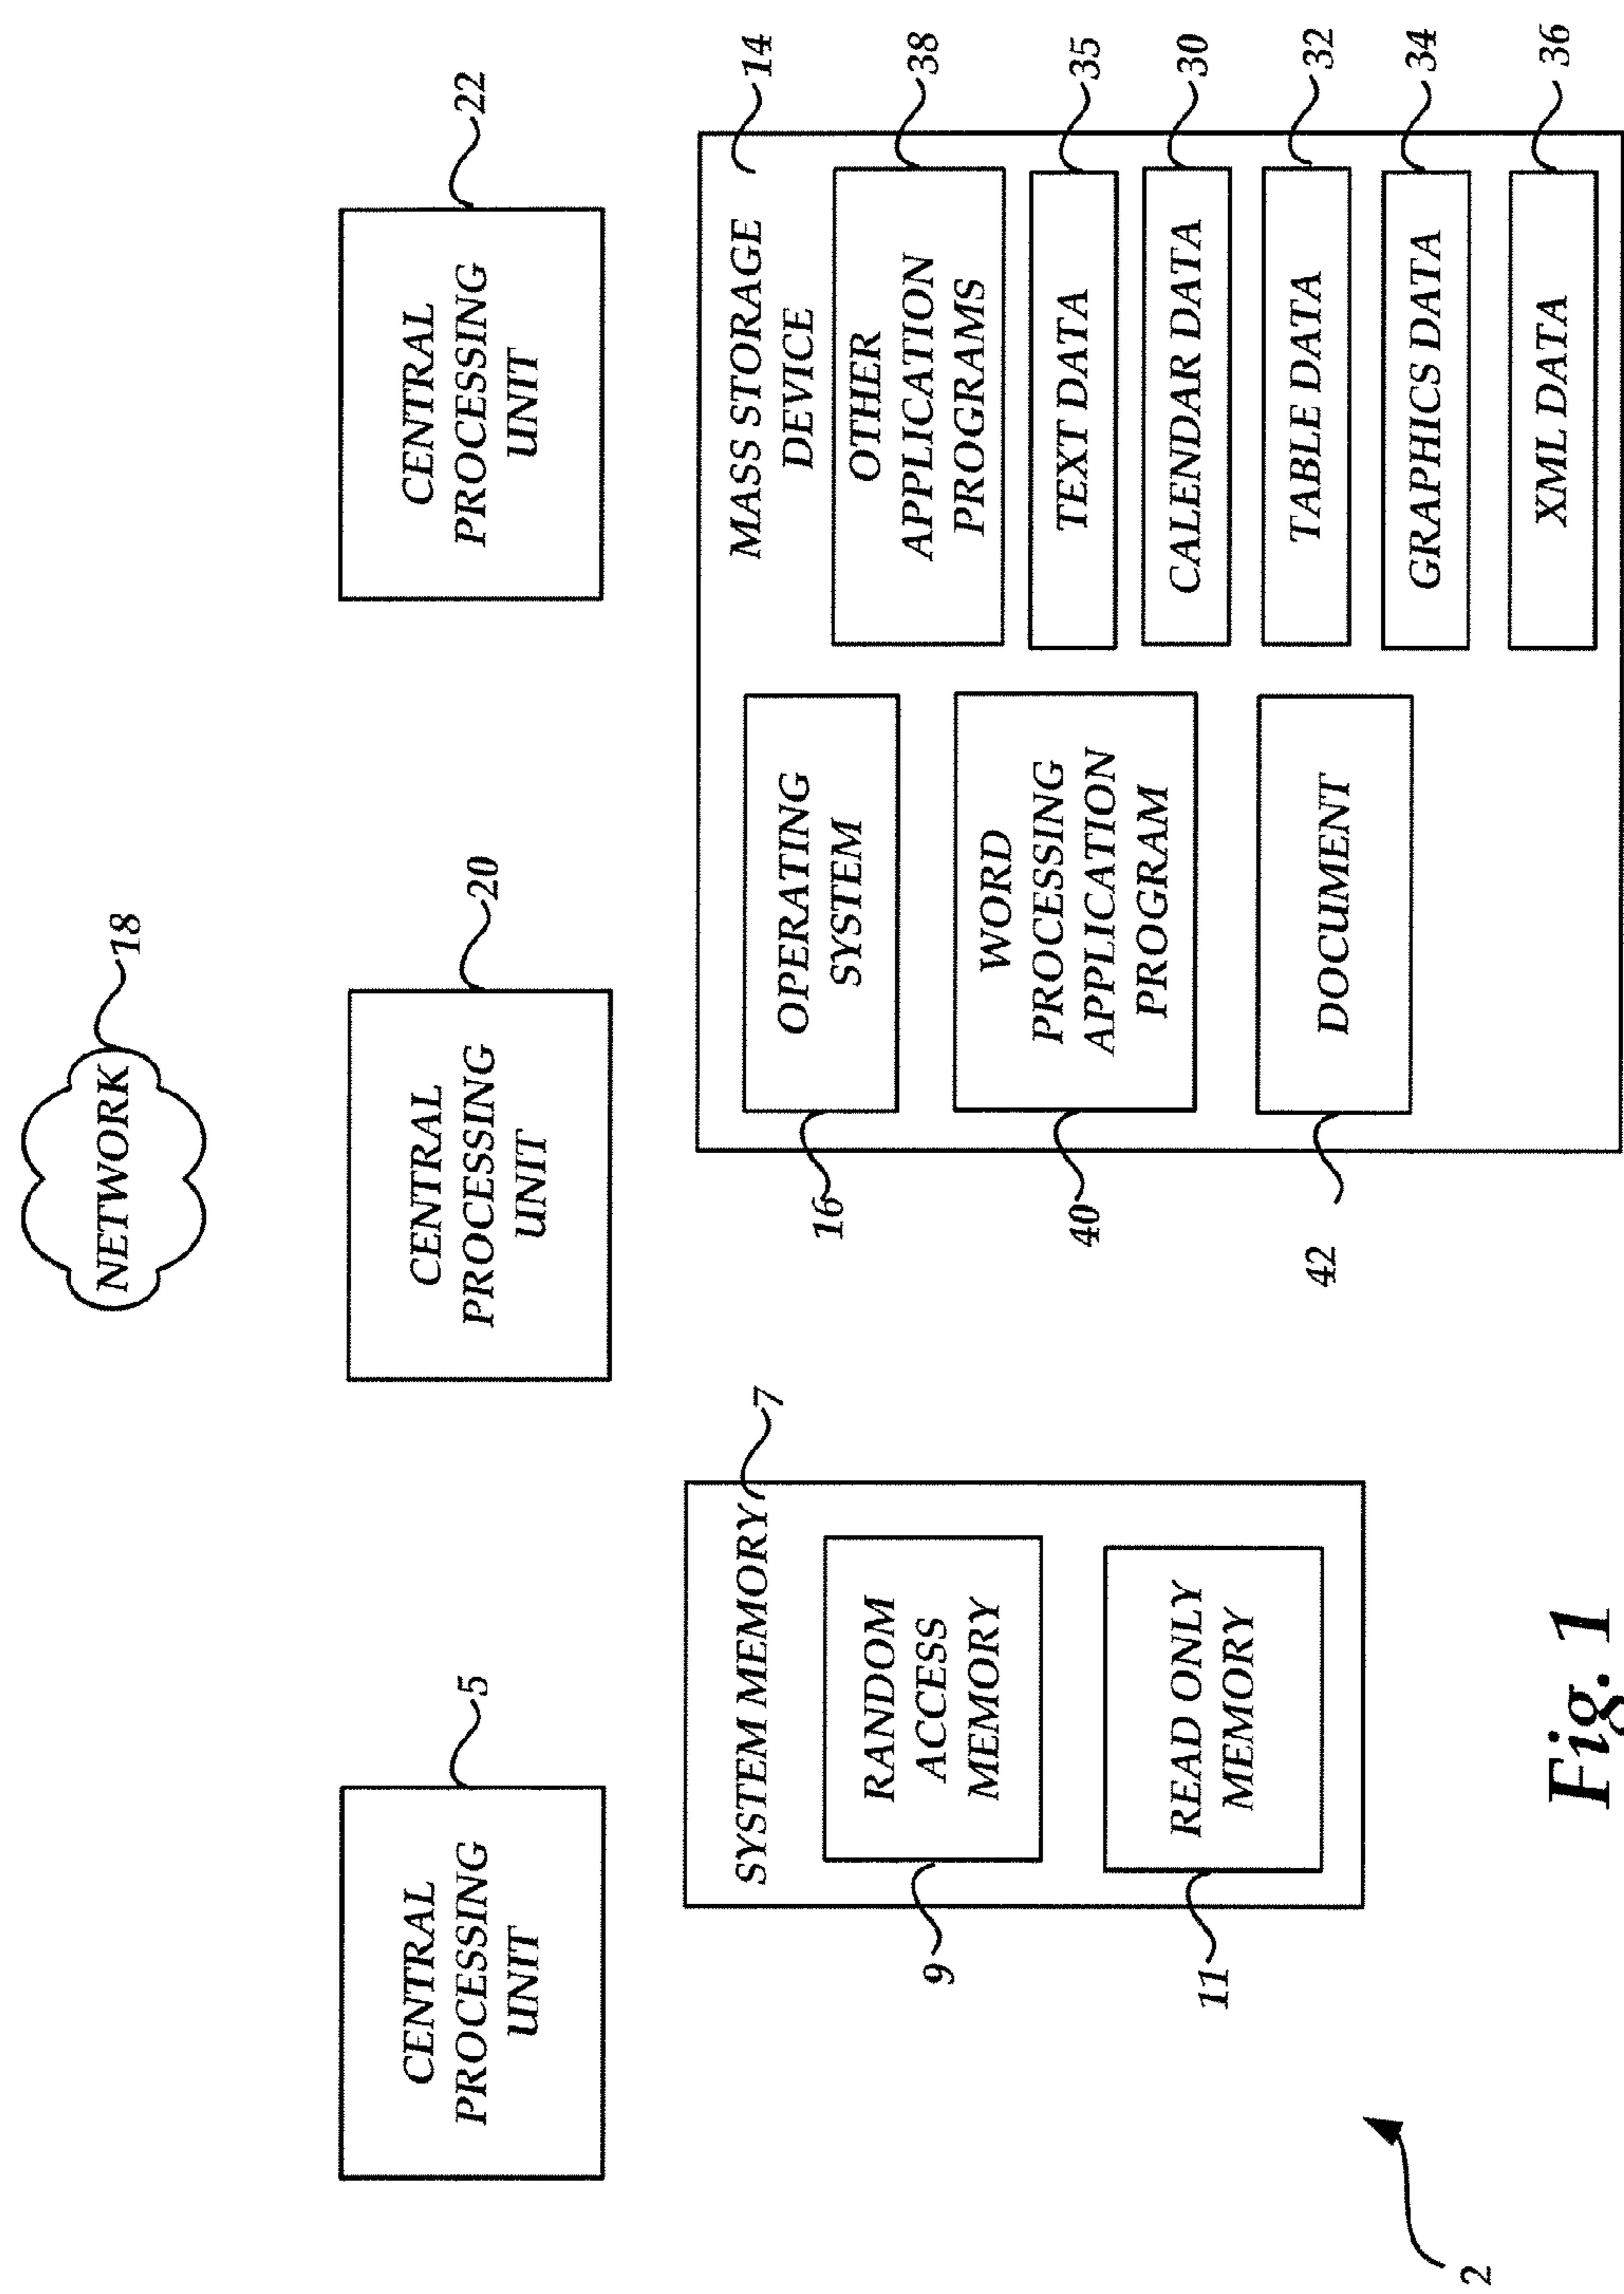 NETWORK
18
CENTRAL
PROCESSING
UNIT
5
CENTRAL
PROCESSING
UNIT
20
CENTRAL
PROCESSING
UNIT
22
SYSTEM MEMORY
7
RANDOM
ACCESS
MEMORY
9
READ ONLY
MEMORY
11
MASS STORAGE
DEVICE
14
OPERATING
SYSTEM
16
WORD
PROCESSING
APPLICATION
PROGRAM
40
DOCUMENT
42
OTHER
APPLICATION
PROGRAMS
38
TEXT DATA
35
CALENDAR DATA
30
TABLE DATA
32
GRAPHICS DATA
34
XML DATA
36
2
Fig. 1